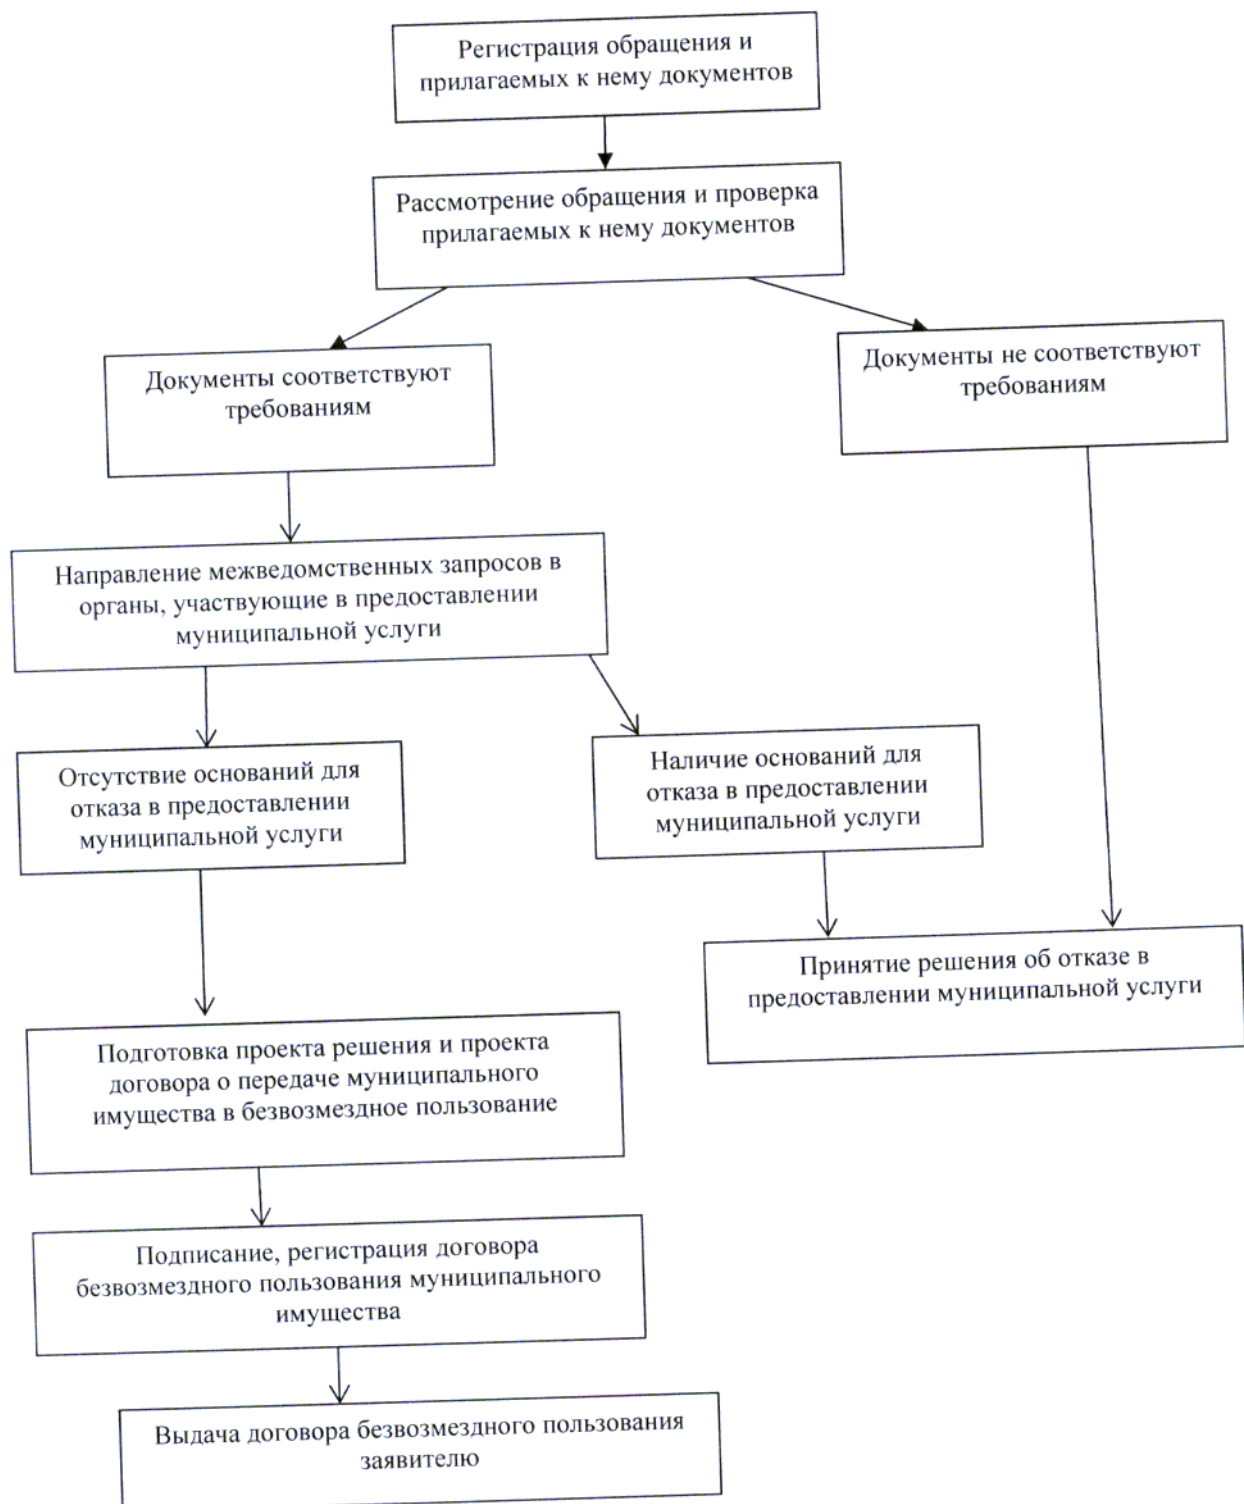 Регистрация обращения и
прилагаемых к нему документов
Рассмотрение обращения и проверка
прилагаемых к нему документов
Документы соответствуют
требованиям
Документы не соответствуют
требованиям
Направление межведомственных запросов в
органы, участвующие в предоставлении
муниципальной услуги
Отсутствие оснований для
отказа в предоставлении
муниципальной услуги
Наличие оснований для
отказа в предоставлении
муниципальной услуги
Принятие решения об отказе в
предоставлении муниципальной услуги
Подготовка проекта решения и проекта
договора о передаче муниципального
имущества в безвозмездное пользование
Подписание, регистрация договора
безвозмездного пользования муниципального
имущества
Выдача договора безвозмездного пользования
заявителю